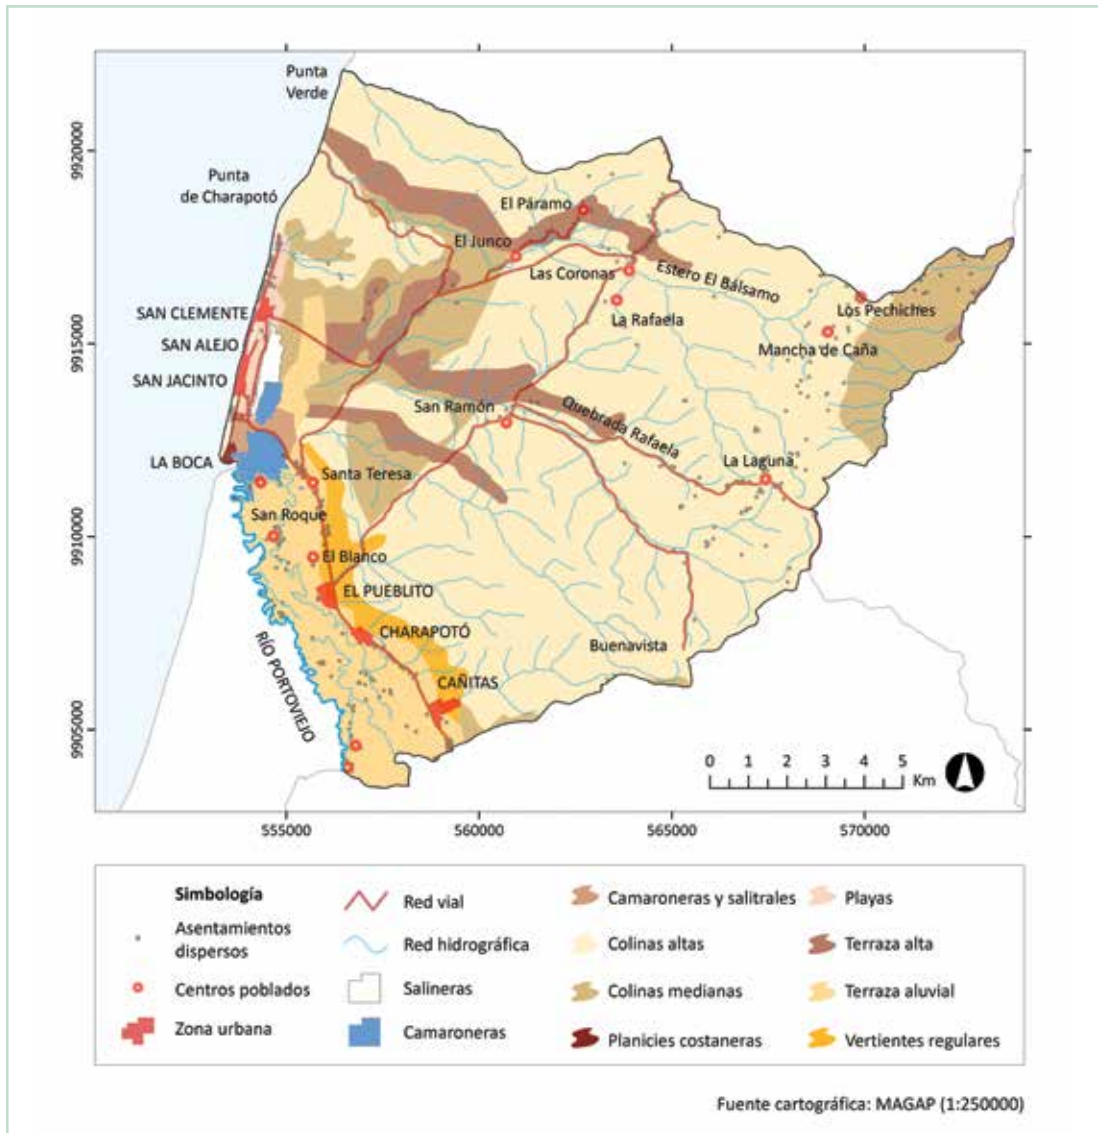 Punta
Verde
9920000
Punta
de Charapotó
El Páramo
El Junco
Las Coronas
Estero El Bálsamo
La Rafaela
Los Pechiches
Mancha de Caña
SAN CLEMENTE
9915000
SAN ALEJO
SAN JACINTO
San Ramón
Quebrada Rafaela
LA BOCA
Santa Teresa
La Laguna
San Roque
9910000
El Blanco
EL PUEBLITO
CHARAPOTÓ
Buenavista
RÍO PORTOVIEJO
CAÑITAS
9905000
0 1 2 3 4 5
Km
555000 560000 565000 570000
Simbología
Asentamientos
dispersos
Centros poblados
Zona urbana
Red vial
Red hidrográfica
Salineras
Camaroneras
Camaroneras y salitrales
Colinas altas
Colinas medianas
Planicies costaneras
Playas
Terraza alta
Terraza aluvial
Vertientes regulares
Fuente cartográfica: MAGAP (1:250000)